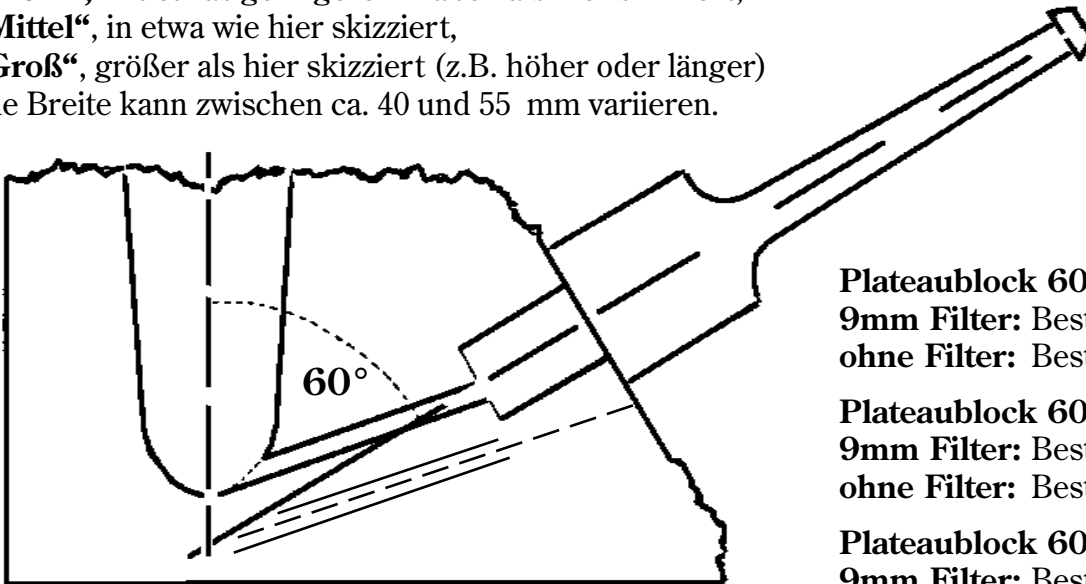 Mittel“, in etwa wie hier skizziert,
Groß“, größer als hier skizziert (z.B. höher oder länger)
e Breite kann zwischen ca. 40 und 55 mm variieren.
60°
Plateaublock 60
9mm Filter: Best
ohne Filter: Best
Plateaublock 60
9mm Filter: Best
ohne Filter: Best
Plateaublock 60
9mm Filter: Best